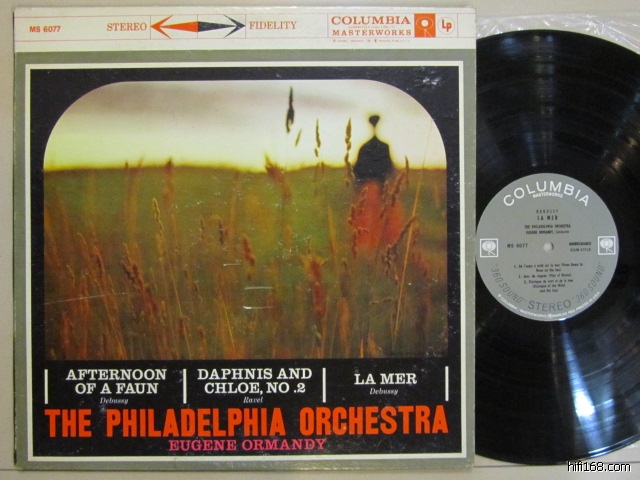 MS 6077
STEREO
FIDELITY
COLUMBIA
MASTERWORKS
LP
AFTERNOON
OF A FAUN
Debussy
DAPHNIS AND
CHLOE, NO.2
Ravel
LA MER
Debussy
THE PHILADELPHIA ORCHESTRA
EUGENE ORMANDY
COLUMBIA
MASTERWORKS
DEBUSSY
LA MER
THE PHILADELPHIA ORCHESTRA
EUGENE ORMANDY,
MS 6077
360 SOUND STEREO 360 SOUND
hifi168.com